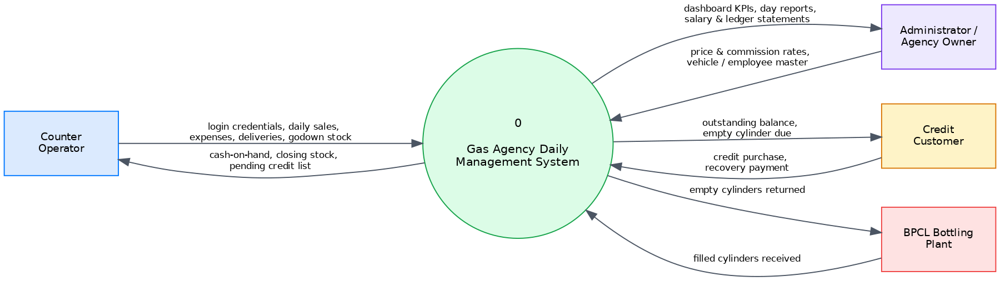 Counter
Operator
login credentials, daily sales,
expenses, deliveries, godown stock
cash-on-hand, closing stock,
pending credit list
0
Gas Agency Daily
Management System
dashboard KPIs, day reports,
salary & ledger statements
price & commission rates,
vehicle / employee master
outstanding balance,
empty cylinder due
credit purchase,
recovery payment
empty cylinders returned
filled cylinders received
Administrator /
Agency Owner
Credit
Customer
BPCL Bottling
Plant